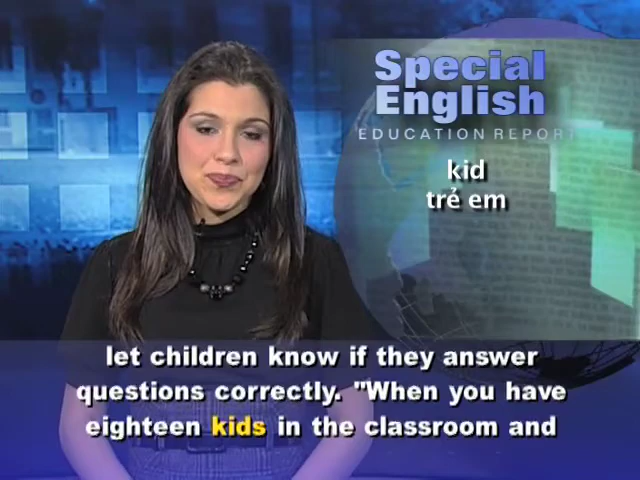 Special
English
EDUCATION REPORT
kid
trẻ em
let children know if they answer
questions correctly. "When you have
eighteen kids in the classroom and